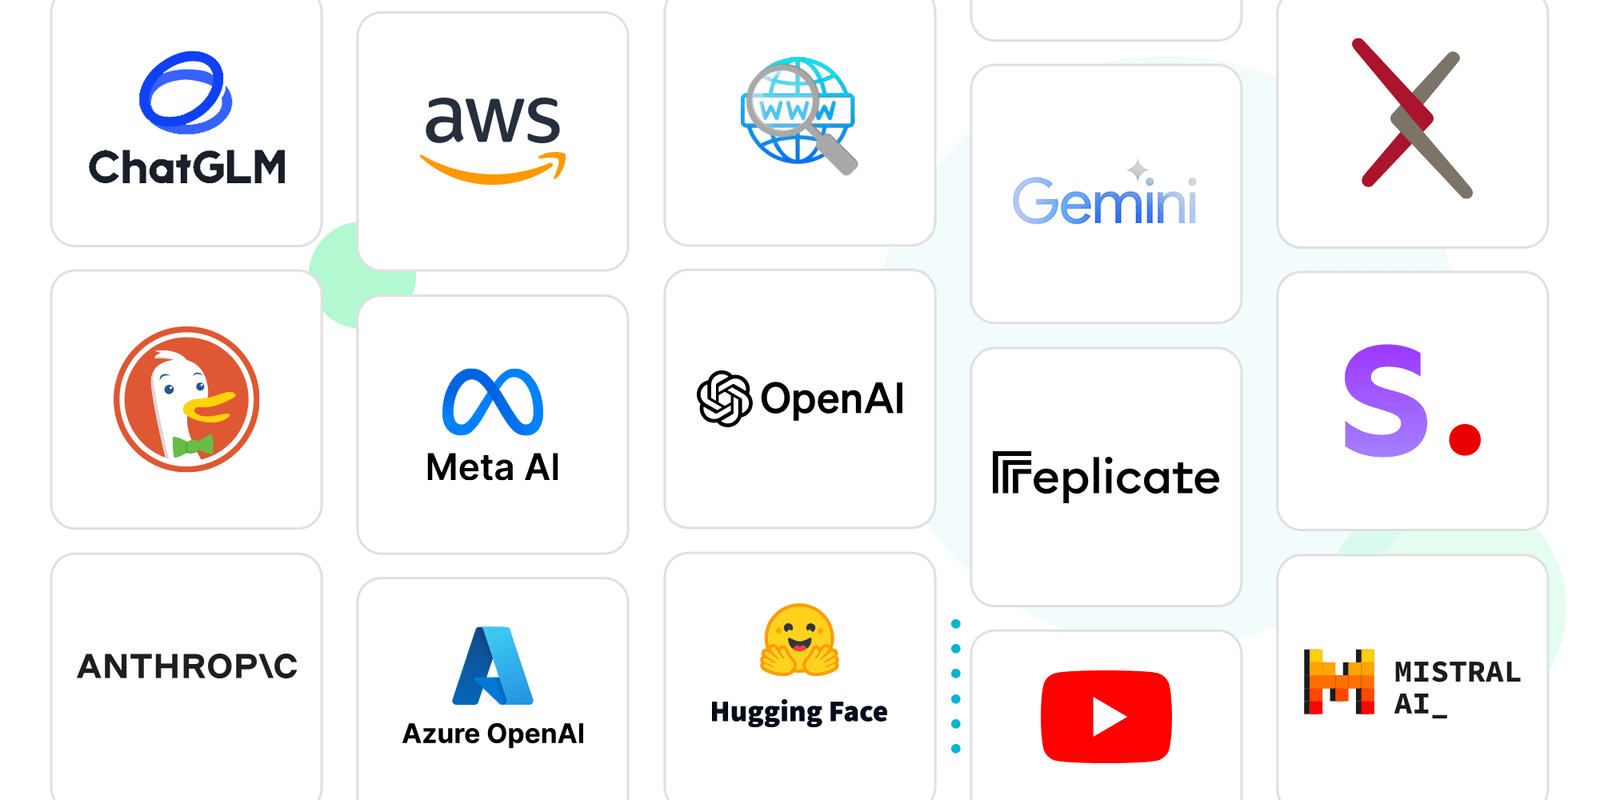 ChatGLM
aws
WWW
Gemini
Meta AI
OpenAI
replicate
S.
ANTHROP\C
Azure OpenAI
Hugging Face
MISTRAL
AI_